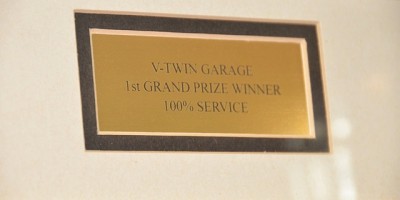 V-TWIN GARAGE
1st GRAND PRIZE WINNER
100% SERVICE